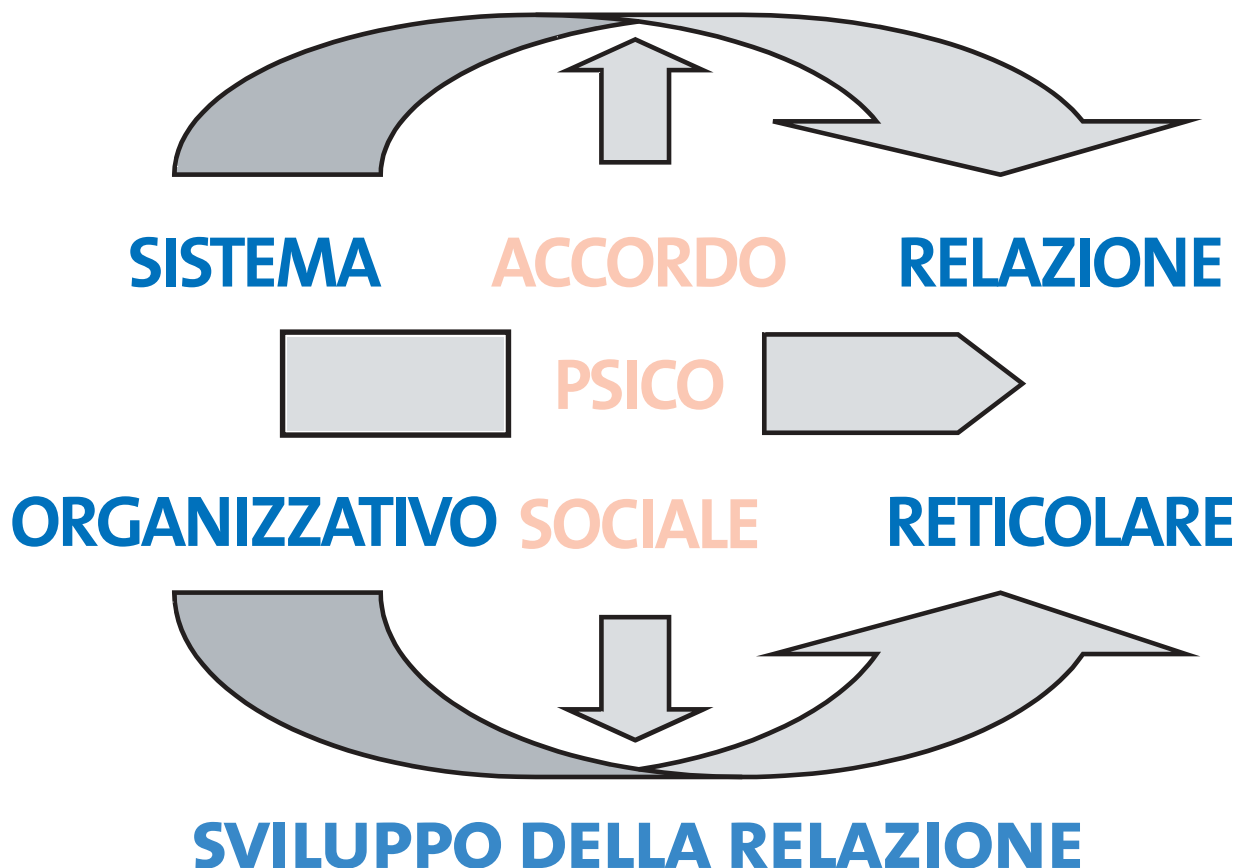 SISTEMA ACCORDO RELAZIONE
PSICO
ORGANIZZATIVO SOCIALE RETICOLARE
SVILUPPO DELLA RELAZIONE